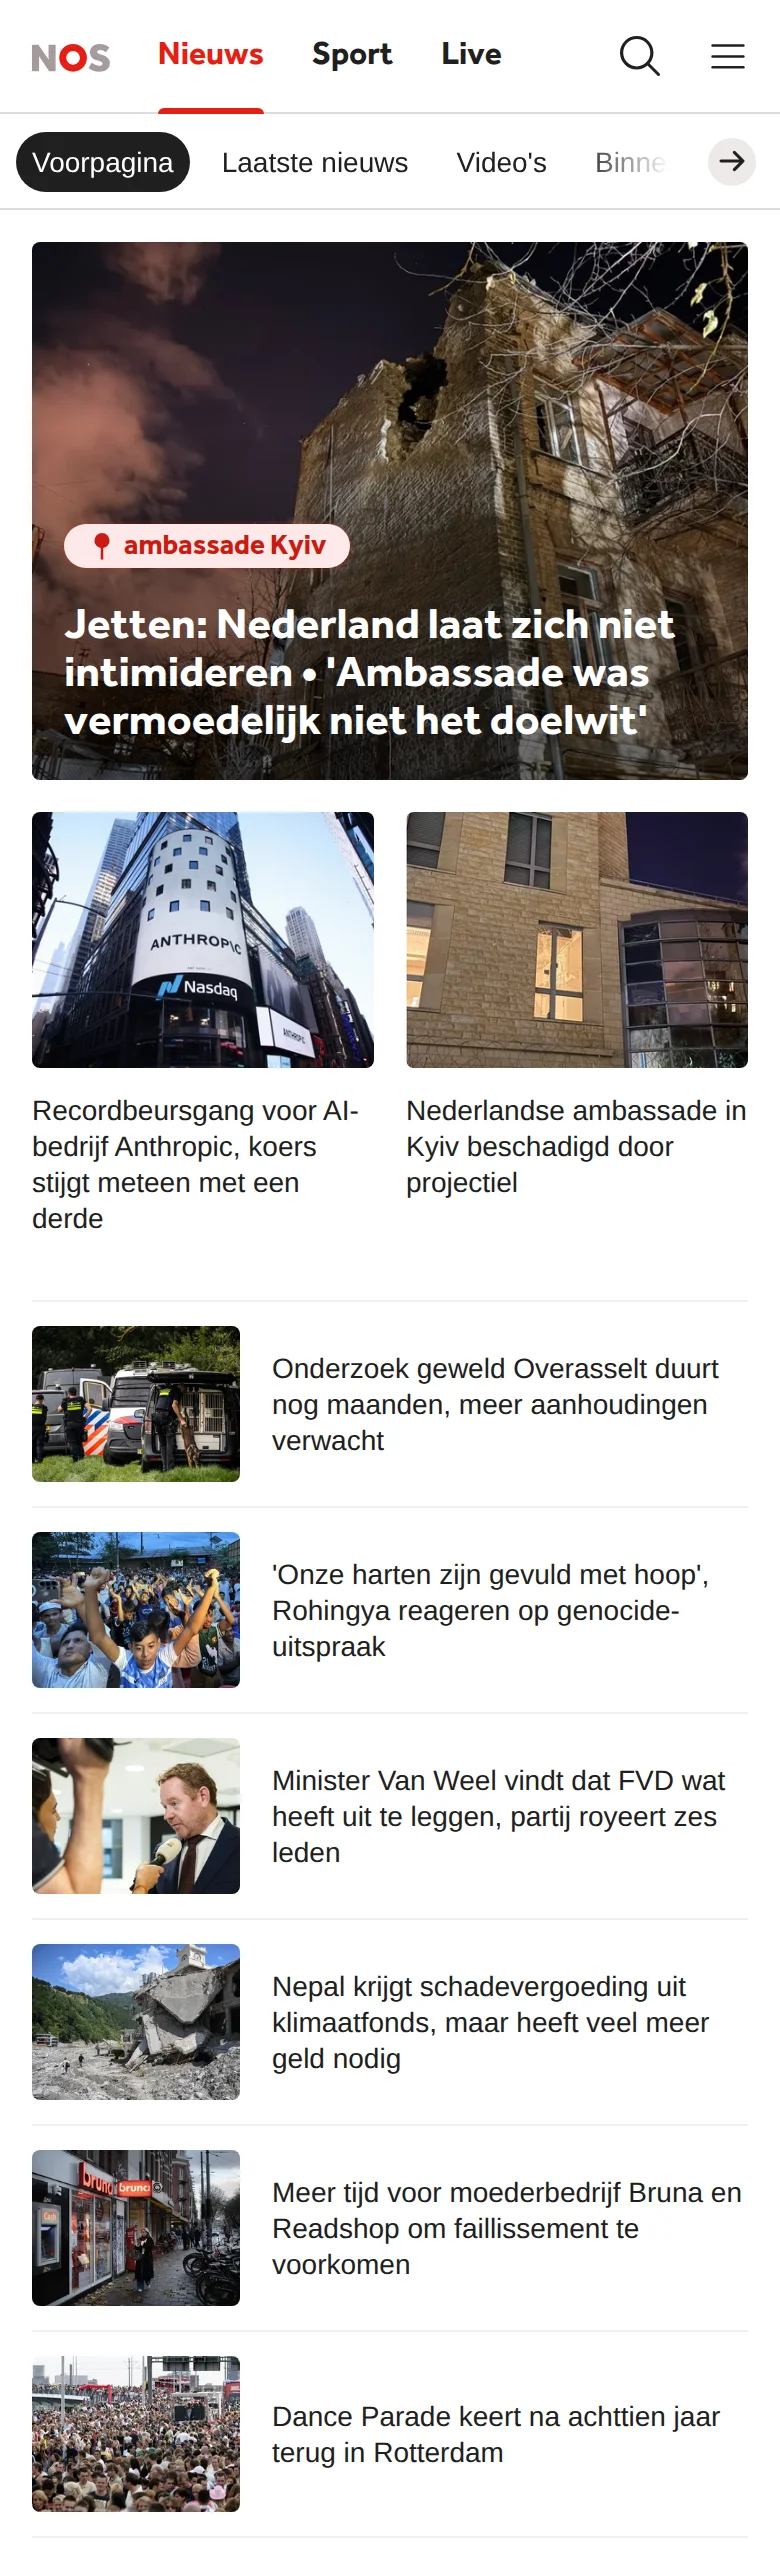 NOS Nieuws Sport Live
Voorpagina Laatste nieuws Video's Binne
ambassade Kyiv
Jetten: Nederland laat zich niet
intimideren • 'Ambassade was
vermoedelijk niet het doelwit'
ANTHROP\C
Nasdaq
ANTHROP\C
Recordbeursgang voor AI-
bedrijf Anthropic, koers
stijgt meteen met een
derde
Nederlandse ambassade in
Kyiv beschadigd door
projectiel
Onderzoek geweld Overasselt duurt
nog maanden, meer aanhoudingen
verwacht
'Onze harten zijn gevuld met hoop',
Rohingya reageren op genocide-
uitspraak
Minister Van Weel vindt dat FVD wat
heeft uit te leggen, partij royeert zes
leden
Nepal krijgt schadevergoeding uit
klimaatfonds, maar heeft veel meer
geld nodig
bruna
bruna
Cash
Meer tijd voor moederbedrijf Bruna en
Readshop om faillissement te
voorkomen
Dance Parade keert na achttien jaar
terug in Rotterdam